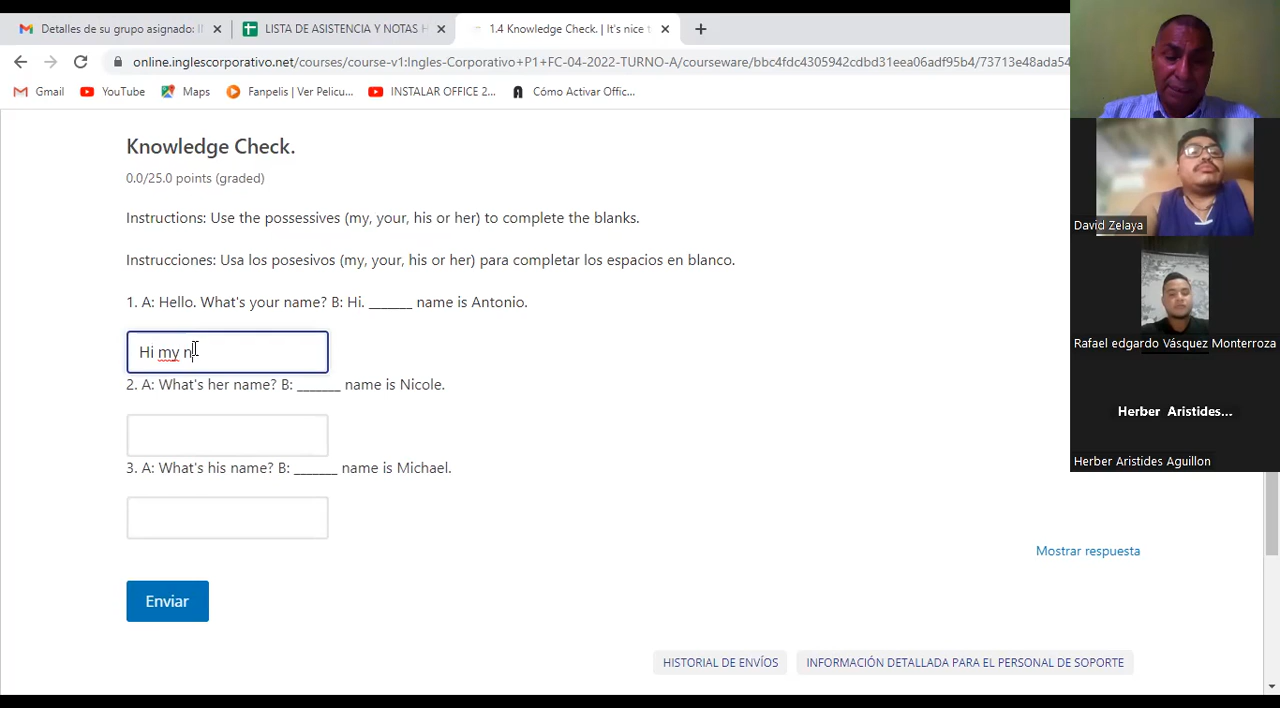 Detalles de su grupo asignado: I
LISTA DE ASISTENCIA Y NOTAS
1.4 Knowledge Check. | It's nice t
online.inglescorporativo.net/courses/course-v1:Ingles-Corporativo+P1+FC-04-2022-TURNO-A/courseware/bbc4fdc4305942cdbd31eea06adf95b4/73713e48ada54
Gmail
YouTube
Maps
Fanpelis | Ver Pelicu...
INSTALAR OFFICE 2...
Cómo Activar Offic...
Knowledge Check.
0.0/25.0 points (graded)
Instructions: Use the possessives (my, your, his or her) to complete the blanks.
Instrucciones: Usa los posesivos (my, your, his or her) para completar los espacios en blanco.
1. A: Hello. What's your name? B: Hi. _______ name is Antonio.
Hi my n
2. A: What's her name? B: _______ name is Nicole.
3. A: What's his name? B: _______ name is Michael.
Mostrar respuesta
Enviar
HISTORIAL DE ENVÍOS
INFORMACIÓN DETALLADA PARA EL PERSONAL DE SOPORTE
David Zelaya
Rafael edgardo Vásquez Monterroza
Herber Aristides...
Herber Aristides Aguillon